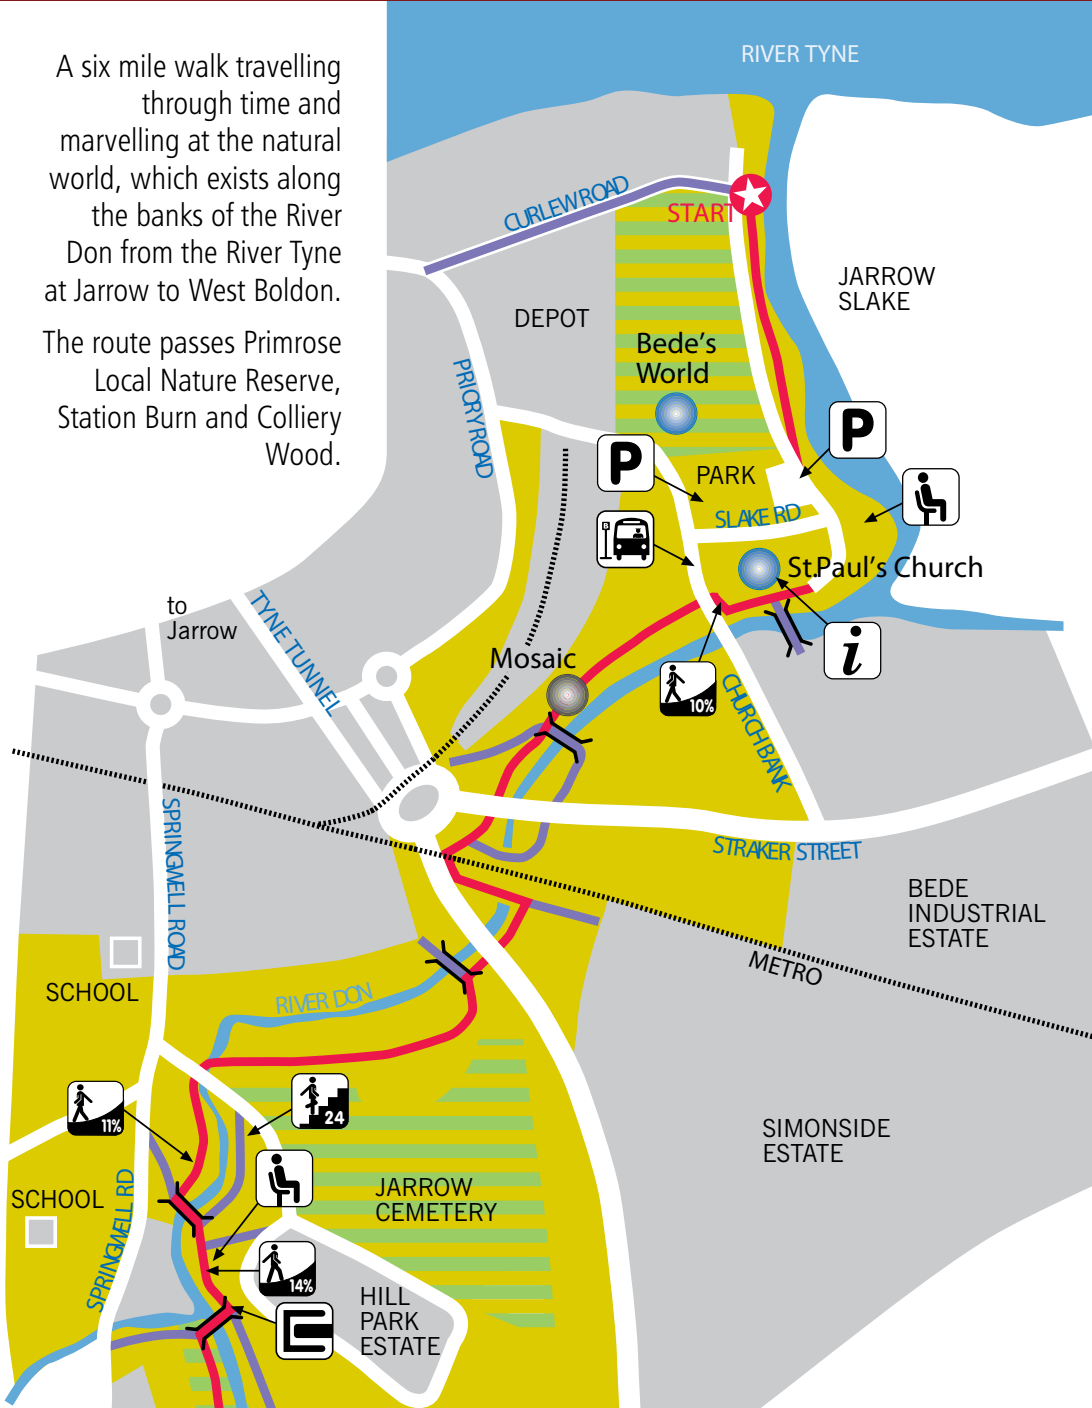 A six mile walk travelling
through time and
marvelling at the natural
world, which exists along
the banks of the River
Don from the River Tyne
at Jarrow to West Boldon.
The route passes Primrose
Local Nature Reserve,
Station Burn and Colliery
Wood.
RIVER TYNE
CURLEW ROAD
START
JARROW
SLAKE
DEPOT
Bede's
World
PRIORY ROAD
P
P
PARK
SLAKE RD
St.Paul's Church
to
Jarrow
TYNE TUNNEL
i
Mosaic
10%
CHURCH BANK
SPRINGWELL ROAD
STRAKER STREET
BEDE
INDUSTRIAL
ESTATE
METRO
SCHOOL
RIVER DON
11%
24
SIMONSIDE
ESTATE
SCHOOL
SPRINGWELL RD
JARROW
CEMETERY
14%
HILL
PARK
ESTATE